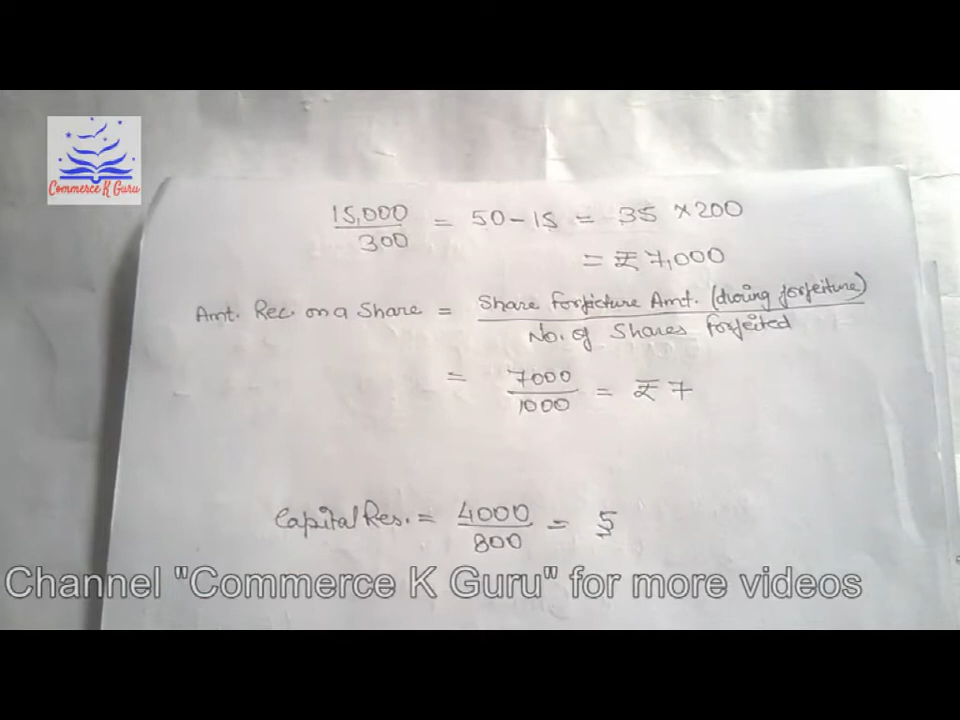 Commerce K Guru
15,000 / 300 = 50 - 15 = 35 × 200
= ₹ 7,000
Amt. Rec. on a Share = Share Forpicture Amt. (during forfeiture) / No. of Shares forfeited
= 7000 / 1000 = ₹ 7
Capital Res. = 4000 / 800 = 5
Channel "Commerce K Guru" for more videos